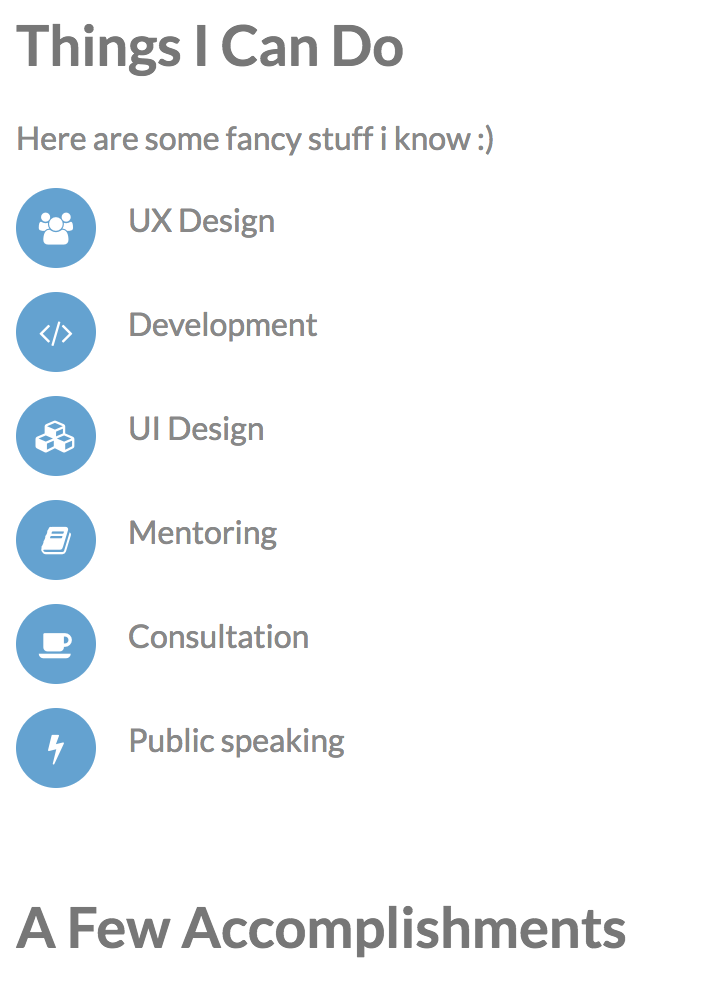 Things I Can Do
Here are some fancy stuff i know :)
UX Design
Development
UI Design
Mentoring
Consultation
Public speaking
A Few Accomplishments